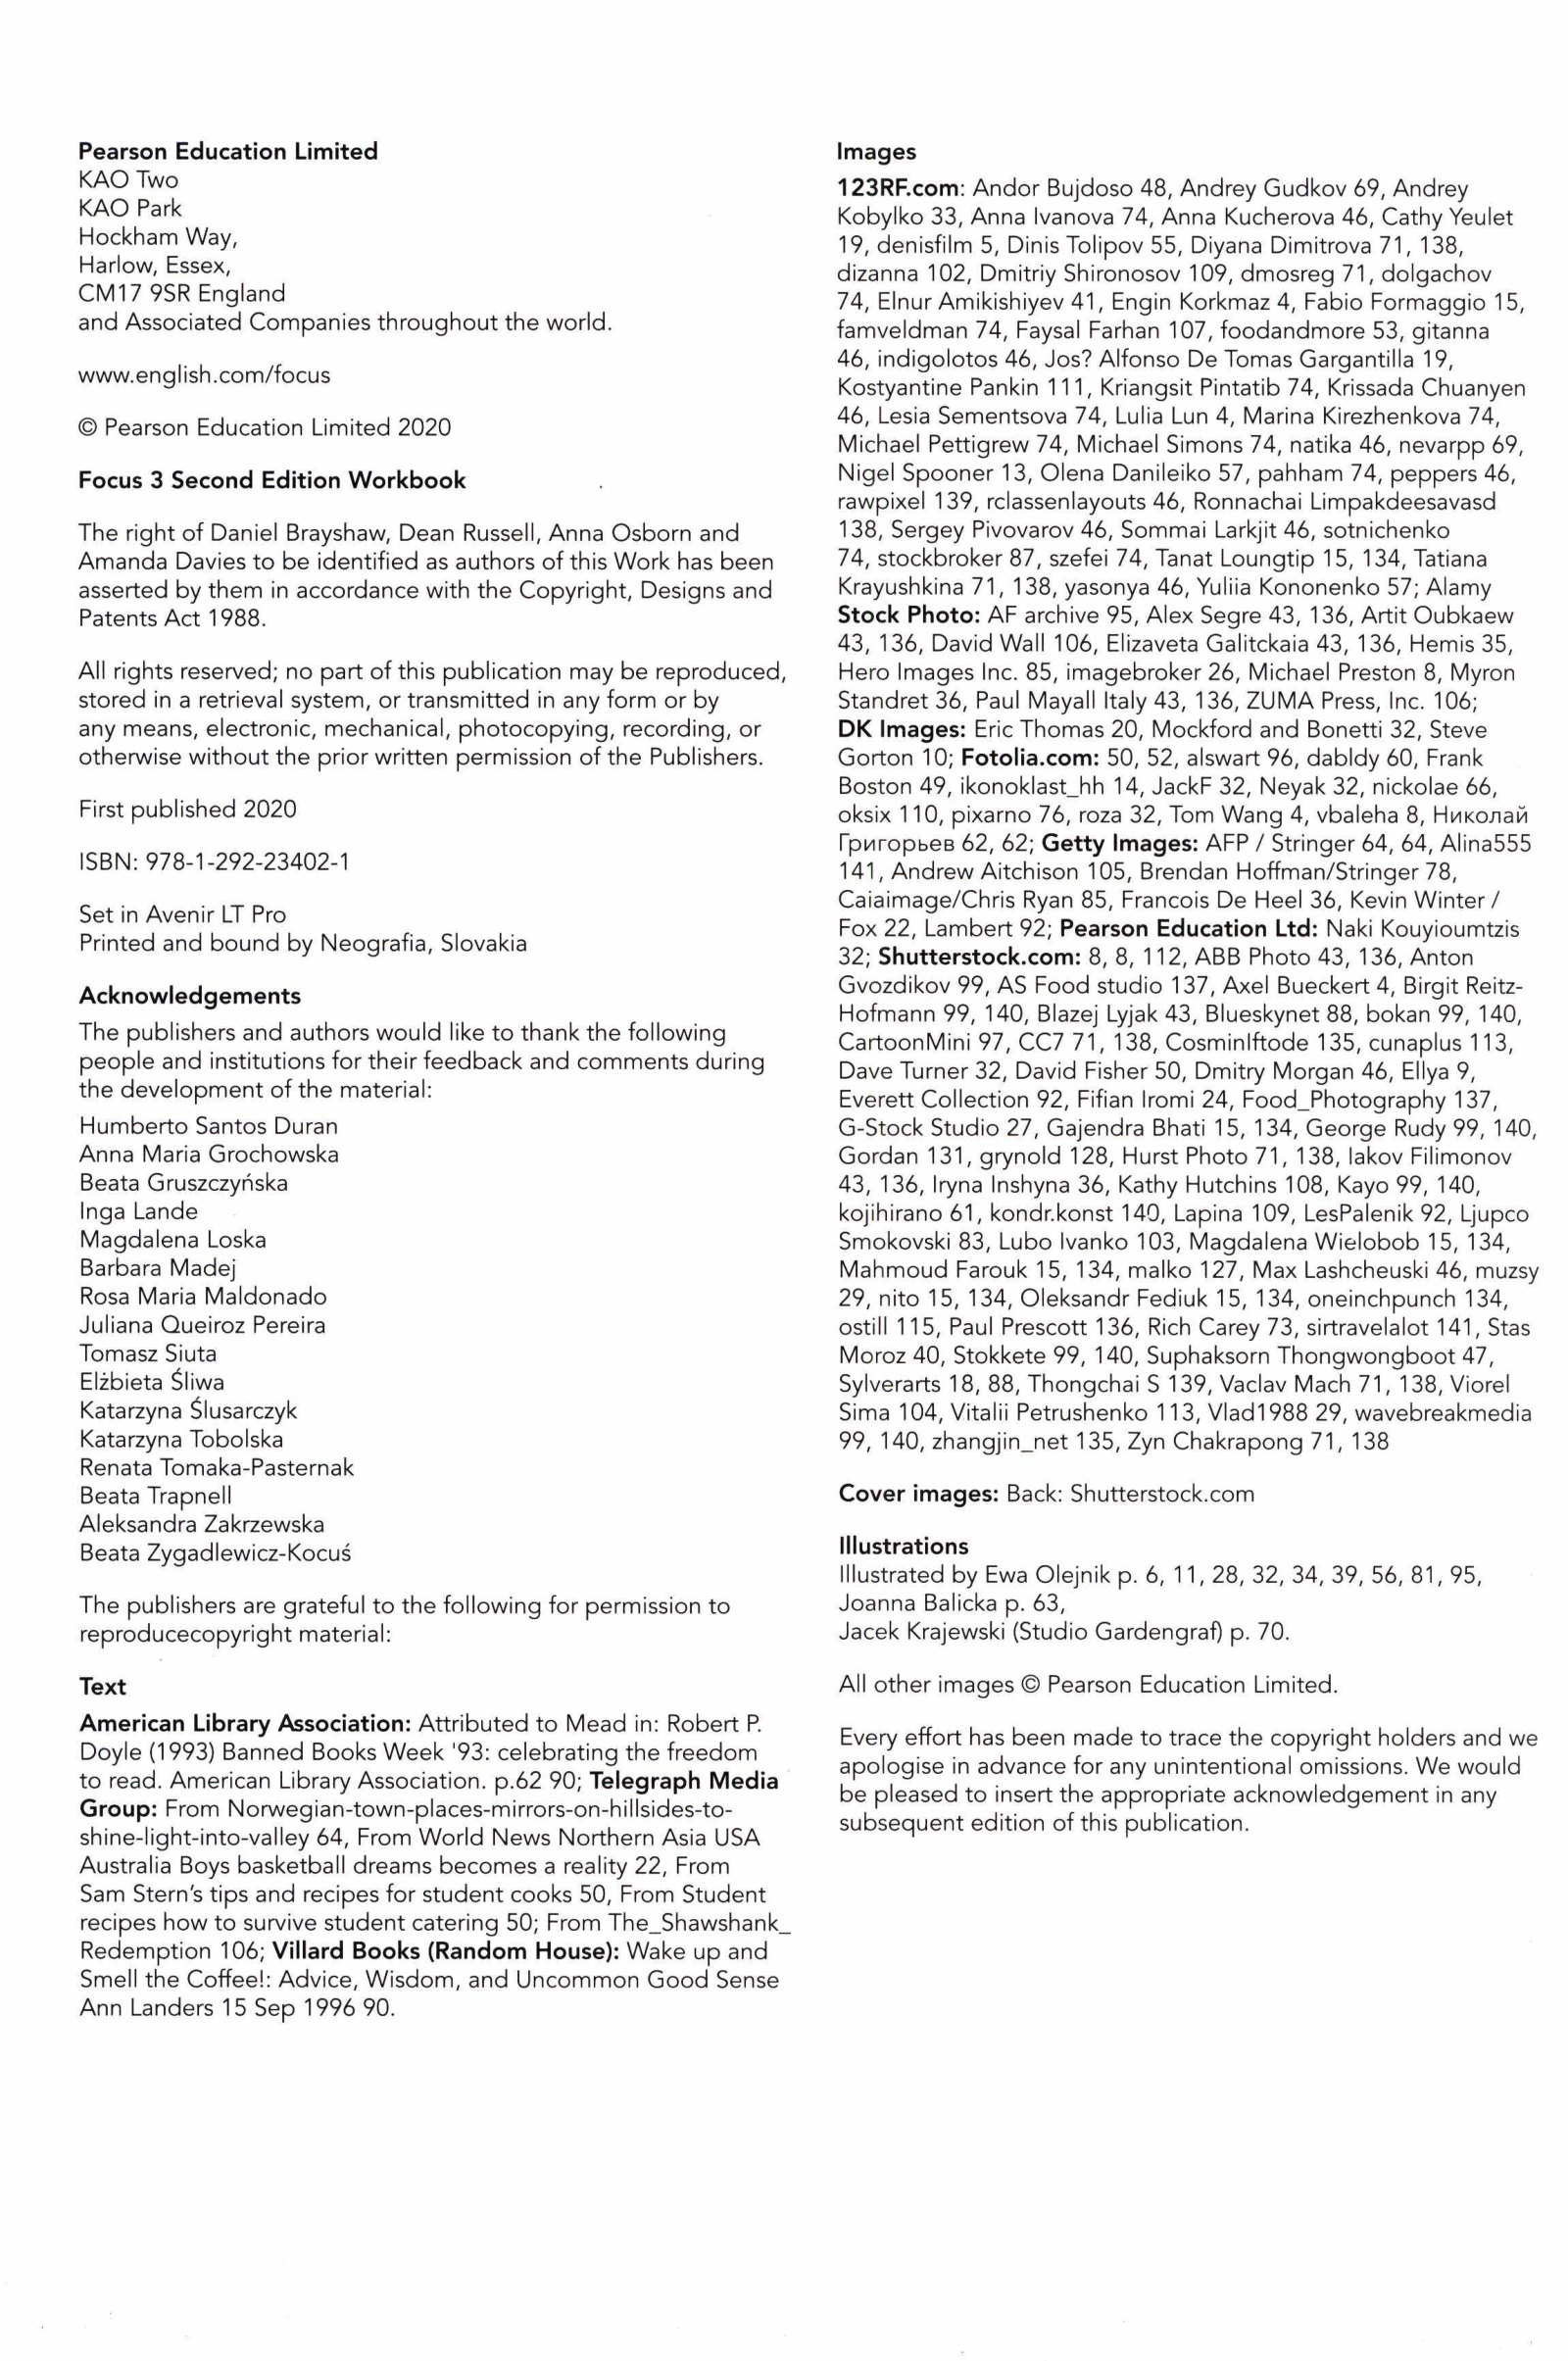 Pearson Education Limited
KAO Two
KAO Park
Hockham Way,
Harlow, Essex,
CM17 9SR England
and Associated Companies throughout the world.
www.english.com/focus
© Pearson Education Limited 2020
Focus 3 Second Edition Workbook
The right of Daniel Brayshaw, Dean Russell, Anna Osborn and
Amanda Davies to be identified as authors of this Work has been
asserted by them in accordance with the Copyright, Designs and
Patents Act 1988.
All rights reserved; no part of this publication may be reproduced,
stored in a retrieval system, or transmitted in any form or by
any means, electronic, mechanical, photocopying, recording, or
otherwise without the prior written permission of the Publishers.
First published 2020
ISBN: 978-1-292-23402-1
Set in Avenir LT Pro
Printed and bound by Neografia, Slovakia
Acknowledgements
The publishers and authors would like to thank the following
people and institutions for their feedback and comments during
the development of the material:
Humberto Santos Duran
Anna Maria Grochowska
Beata Gruszczyńska
Inga Lande
Magdalena Loska
Barbara Madej
Rosa Maria Maldonado
Juliana Queiroz Pereira
Tomasz Siuta
Elżbieta Śliwa
Katarzyna Ślusarczyk
Katarzyna Tobolska
Renata Tomaka-Pasternak
Beata Trapnell
Aleksandra Zakrzewska
Beata Zygadlewicz-Kocuś
The publishers are grateful to the following for permission to
reproducecopyright material:
Text
American Library Association: Attributed to Mead in: Robert P.
Doyle (1993) Banned Books Week '93: celebrating the freedom
to read. American Library Association. p.62 90; Telegraph Media
Group: From Norwegian-town-places-mirrors-on-hillsides-to-
shine-light-into-valley 64, From World News Northern Asia USA
Australia Boys basketball dreams becomes a reality 22, From
Sam Stern's tips and recipes for student cooks 50, From Student
recipes how to survive student catering 50; From The_Shawshank_
Redemption 106; Villard Books (Random House): Wake up and
Smell the Coffee!: Advice, Wisdom, and Uncommon Good Sense
Ann Landers 15 Sep 1996 90.
Images
123RF.com: Andor Bujdoso 48, Andrey Gudkov 69, Andrey
Kobylko 33, Anna Ivanova 74, Anna Kucherova 46, Cathy Yeulet
19, denisfilm 5, Dinis Tolipov 55, Diyana Dimitrova 71, 138,
dizanna 102, Dmitriy Shironosov 109, dmosreg 71, dolgachov
74, Elnur Amikishiyev 41, Engin Korkmaz 4, Fabio Formaggio 15,
famveldman 74, Faysal Farhan 107, foodandmore 53, gitanna
46, indigolotos 46, Jos? Alfonso De Tomas Gargantilla 19,
Kostyantine Pankin 111, Kriangsit Pintatib 74, Krissada Chuanyen
46, Lesia Sementsova 74, Lulia Lun 4, Marina Kirezhenkova 74,
Michael Pettigrew 74, Michael Simons 74, natika 46, nevarpp 69,
Nigel Spooner 13, Olena Danileiko 57, pahham 74, peppers 46,
rawpixel 139, rclassenlayouts 46, Ronnachai Limpakdeesavasd
138, Sergey Pivovarov 46, Sommai Larkjit 46, sotnichenko
74, stockbroker 87, szefei 74, Tanat Loungtip 15, 134, Tatiana
Krayushkina 71, 138, yasonya 46, Yuliia Kononenko 57; Alamy
Stock Photo: AF archive 95, Alex Segre 43, 136, Artit Oubkaew
43, 136, David Wall 106, Elizaveta Galitckaia 43, 136, Hemis 35,
Hero Images Inc. 85, imagebroker 26, Michael Preston 8, Myron
Standret 36, Paul Mayall Italy 43, 136, ZUMA Press, Inc. 106;
DK Images: Eric Thomas 20, Mockford and Bonetti 32, Steve
Gorton 10; Fotolia.com: 50, 52, alswart 96, dabldy 60, Frank
Boston 49, ikonoklast_hh 14, JackF 32, Neyak 32, nickolae 66,
oksix 110, pixarno 76, roza 32, Tom Wang 4, vbaleha 8, Николай
Григорьев 62, 62; Getty Images: AFP / Stringer 64, 64, Alina555
141, Andrew Aitchison 105, Brendan Hoffman/Stringer 78,
Caiaimage/Chris Ryan 85, Francois De Heel 36, Kevin Winter /
Fox 22, Lambert 92; Pearson Education Ltd: Naki Kouyioumtzis
32; Shutterstock.com: 8, 8, 112, ABB Photo 43, 136, Anton
Gvozdikov 99, AS Food studio 137, Axel Bueckert 4, Birgit Reitz-
Hofmann 99, 140, Blazej Lyjak 43, Blueskynet 88, bokan 99, 140,
CartoonMini 97, CC7 71, 138, CosminIftode 135, cunaplus 113,
Dave Turner 32, David Fisher 50, Dmitry Morgan 46, Ellya 9,
Everett Collection 92, Fifian Iromi 24, Food_Photography 137,
G-Stock Studio 27, Gajendra Bhati 15, 134, George Rudy 99, 140,
Gordan 131, grynold 128, Hurst Photo 71, 138, Iakov Filimonov
43, 136, Iryna Inshyna 36, Kathy Hutchins 108, Kayo 99, 140,
kojihirano 61, kondr.konst 140, Lapina 109, LesPalenik 92, Ljupco
Smokovski 83, Lubo Ivanko 103, Magdalena Wielobob 15, 134,
Mahmoud Farouk 15, 134, malko 127, Max Lashcheuski 46, muzsy
29, nito 15, 134, Oleksandr Fediuk 15, 134, oneinchpunch 134,
ostill 115, Paul Prescott 136, Rich Carey 73, sirtravelalot 141, Stas
Moroz 40, Stokkete 99, 140, Suphaksorn Thongwongboot 47,
Sylverarts 18, 88, Thongchai S 139, Vaclav Mach 71, 138, Viorel
Sima 104, Vitalii Petrushenko 113, Vlad1988 29, wavebreakmedia
99, 140, zhangjin_net 135, Zyn Chakrapong 71, 138
Cover images: Back: Shutterstock.com
Illustrations
Illustrated by Ewa Olejnik p. 6, 11, 28, 32, 34, 39, 56, 81, 95,
Joanna Balicka p. 63,
Jacek Krajewski (Studio Gardengraf) p. 70.
All other images © Pearson Education Limited.
Every effort has been made to trace the copyright holders and we
apologise in advance for any unintentional omissions. We would
be pleased to insert the appropriate acknowledgement in any
subsequent edition of this publication.